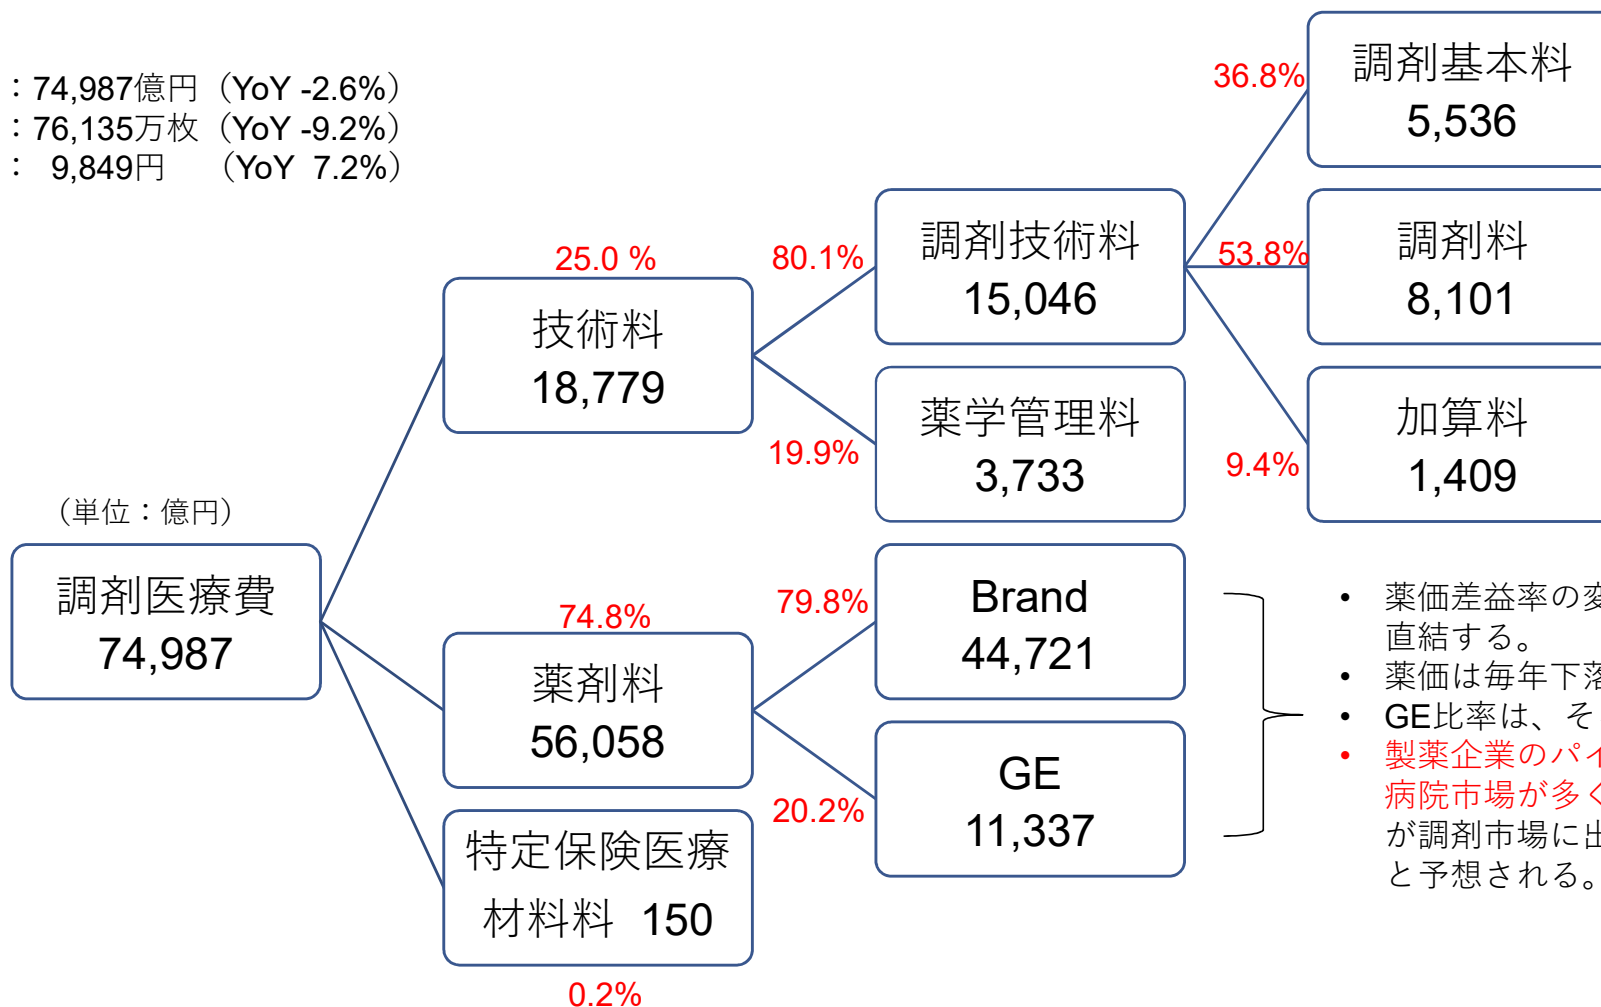 ：74,987億円（YoY -2.6%）
：76,135万枚（YoY -9.2%）
： 9,849円 （YoY 7.2%）
（単位：億円）
調剤医療費
74,987
25.0 %
技術料
18,779
74.8%
薬剤料
56,058
特定保険医療
材料料 150
0.2%
80.1%
調剤技術料
15,046
19.9%
薬学管理料
3,733
79.8%
Brand
44,721
20.2%
GE
11,337
36.8%
調剤基本料
5,536
53.8%
調剤料
8,101
9.4%
加算料
1,409
• 薬価差益率の変
直結する。
• 薬価は毎年下落
• GE比率は、そ
• 製薬企業のパイ
病院市場が多く
が調剤市場に出
と予想される。